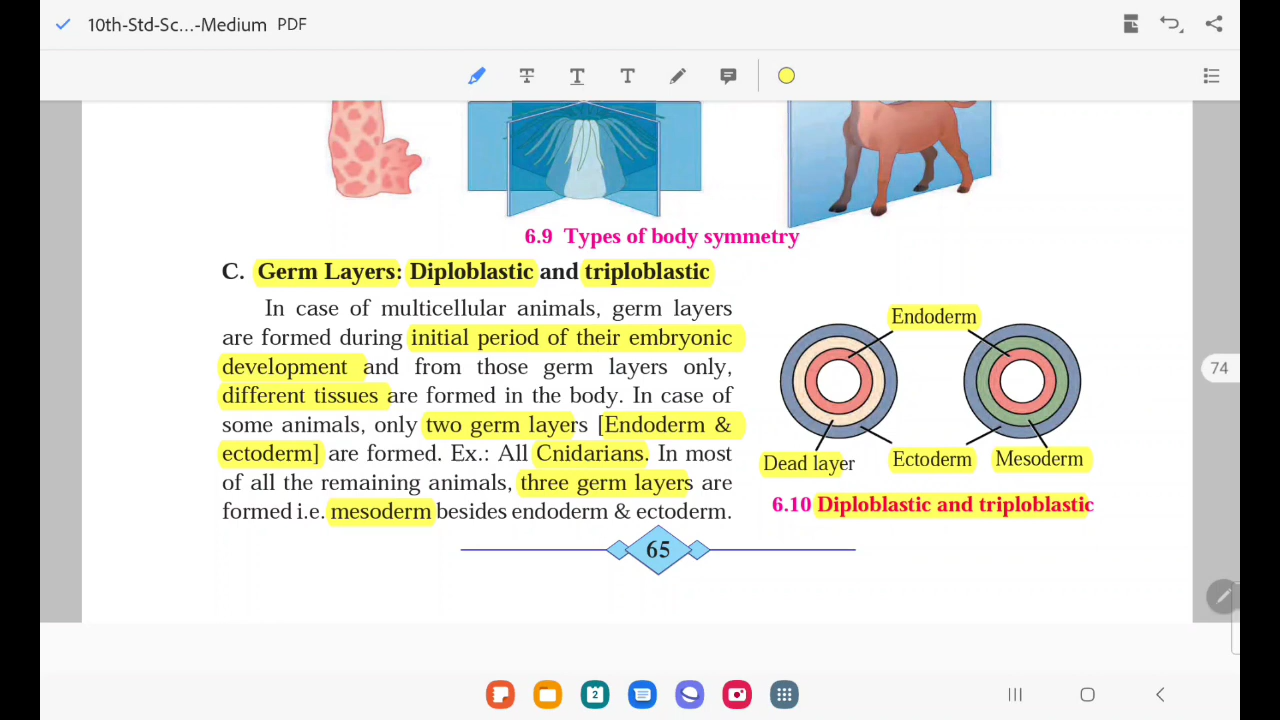 10th-Std-Sc...-Medium PDF
6.9 Types of body symmetry
C. Germ Layers: Diploblastic and triploblastic
In case of multicellular animals, germ layers
are formed during initial period of their embryonic
development and from those germ layers only,
different tissues are formed in the body. In case of
some animals, only two germ layers [Endoderm &
ectoderm] are formed. Ex.: All Cnidarians. In most
of all the remaining animals, three germ layers are
formed i.e. mesoderm besides endoderm & ectoderm.
Endoderm
Dead layer Ectoderm Mesoderm
6.10 Diploblastic and triploblastic
65
74
2